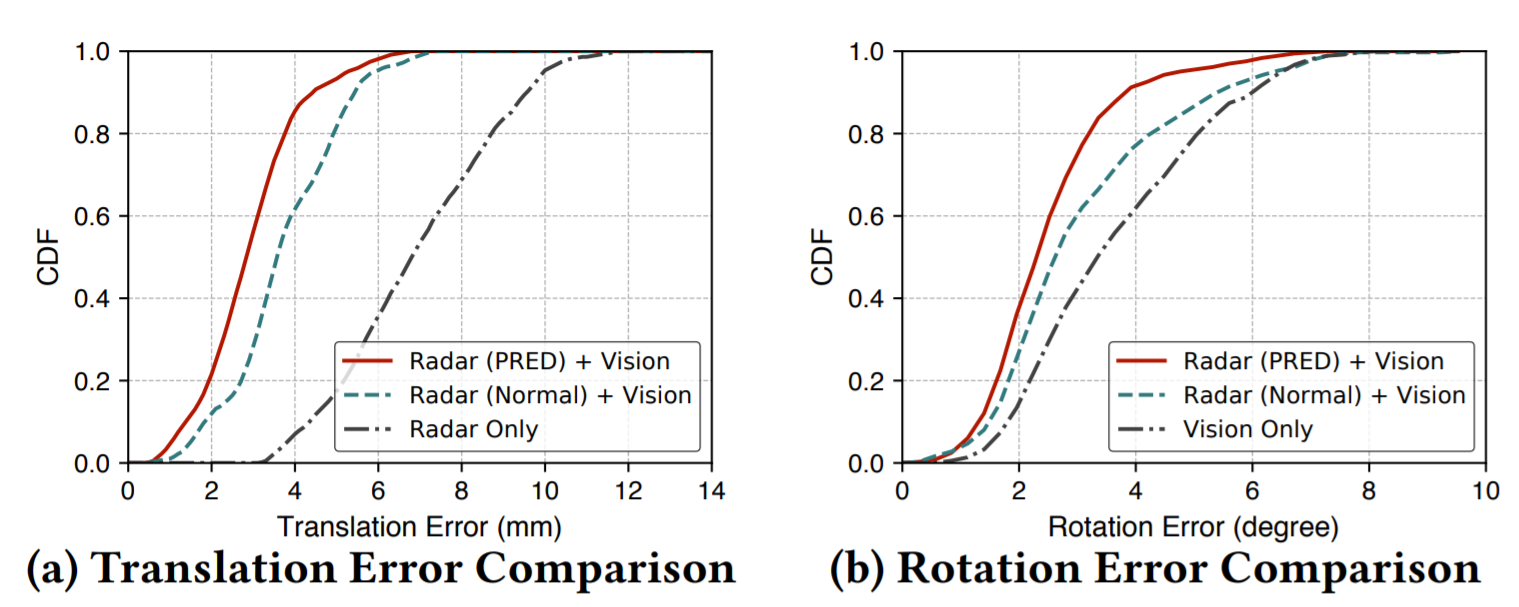 CDF
1.0
0.8
0.6
0.4
0.2
0.0
Radar (PRED) + Vision
Radar (Normal) + Vision
Radar Only
0 2 4 6 8 10 12 14
Translation Error (mm)
(a) Translation Error Comparison
CDF
1.0
0.8
0.6
0.4
0.2
0.0
Radar (PRED) + Vision
Radar (Normal) + Vision
Vision Only
0 2 4 6 8 10
Rotation Error (degree)
(b) Rotation Error Comparison